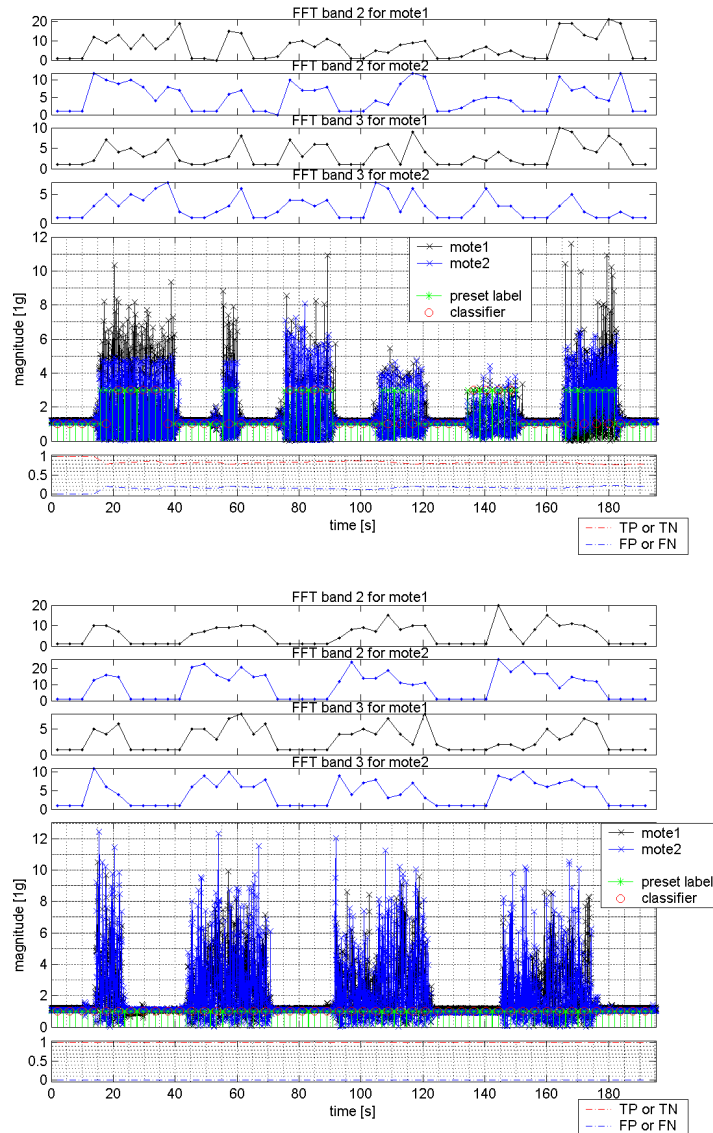 FFT band 2 for mote1
20
10
0
FFT band 2 for mote2
10
5
0
FFT band 3 for mote1
10
5
0
FFT band 3 for mote2
5
0
12
10
8
6
4
2
0
magnitude [1g]
mote1
mote2
preset label
classifier
1
0.5
0
0 20 40 60 80 100 120 140 160 180
time [s]
TP or TN
FP or FN
FFT band 2 for mote1
20
10
0
FFT band 2 for mote2
20
10
0
FFT band 3 for mote1
5
0
FFT band 3 for mote2
10
5
0
12
10
8
6
4
2
0
magnitude [1g]
mote1
mote2
preset label
classifier
1
0.5
0
0 20 40 60 80 100 120 140 160 180
time [s]
TP or TN
FP or FN